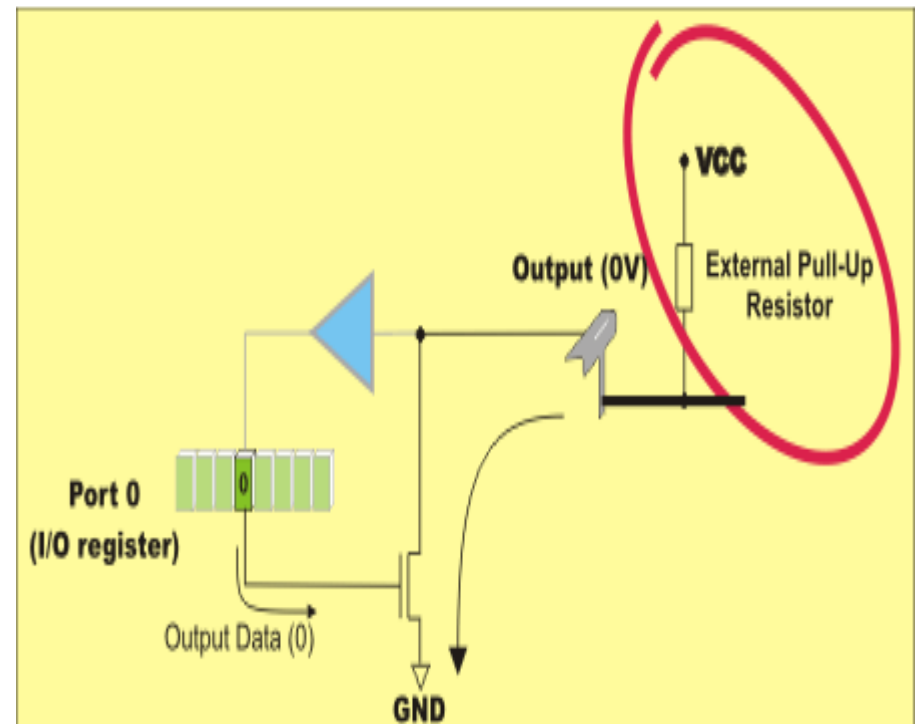 VCC
Output (0V)
External Pull-Up
Resistor
0
Port 0
(I/O register)
Output Data (0)
GND